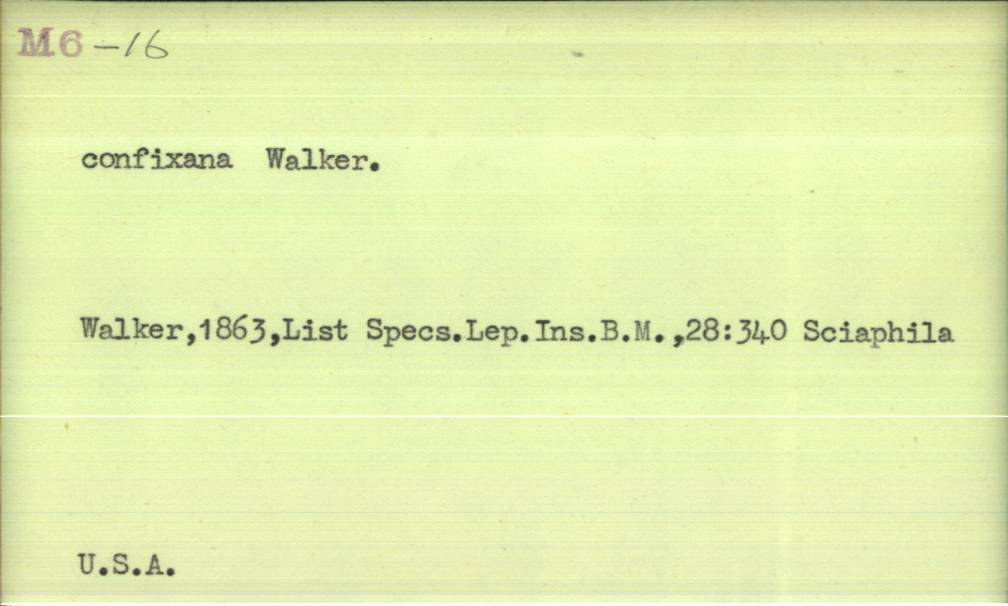 M6-16
confixana Walker.
Walker,1863,List Specs.Lep.Ins.B.M.,28:340 Sciaphila
U.S.A.